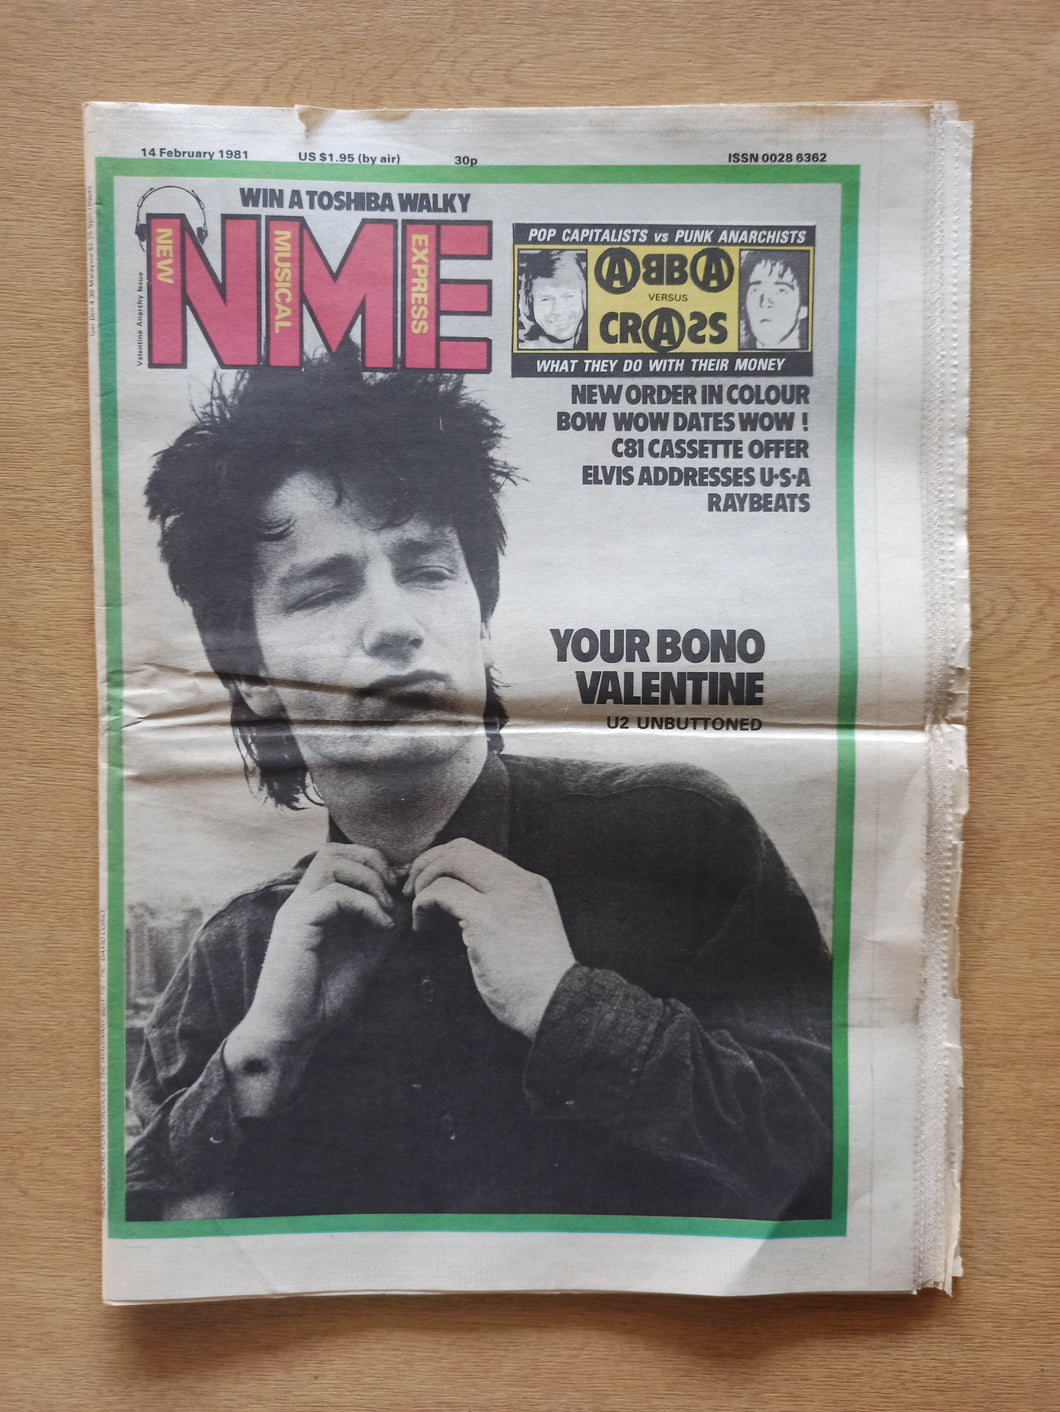 14 February 1981 US $1.95 (by air) 30p ISSN 0028 6362
WIN A TOSHIBA WALKY
NME
NEW
MUSICAL
EXPRESS
Valentine Anarchy Issue
POP CAPITALISTS vs PUNK ANARCHISTS
ABBA
VERSUS
CRASS
WHAT THEY DO WITH THEIR MONEY
NEW ORDER IN COLOUR
BOW WOW DATES WOW !
C81 CASSETTE OFFER
ELVIS ADDRESSES U·S·A
RAYBEATS
YOUR BONO
VALENTINE
U2 UNBUTTONED